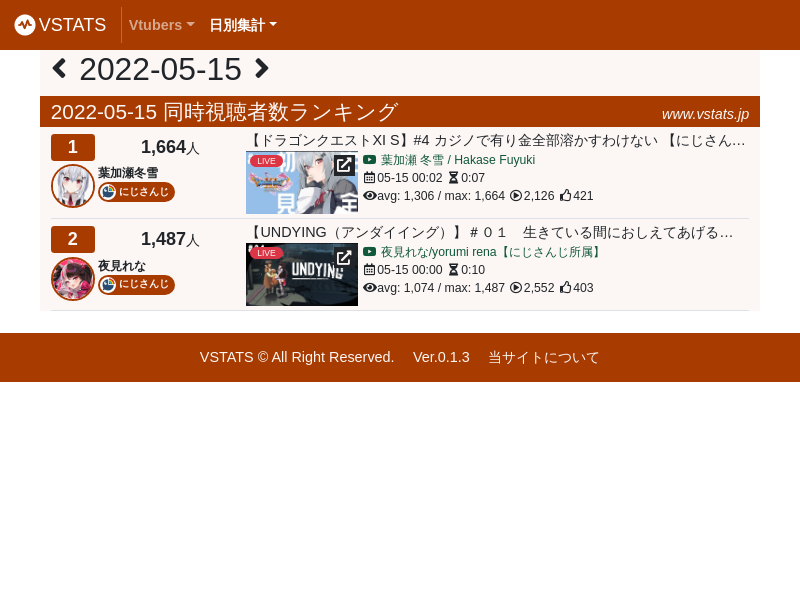 VSTATS Vtubers 日別集計
2022-05-15
2022-05-15 同時視聴者数ランキング www.vstats.jp
1 1,664人
葉加瀬冬雪
にじさんじ
【ドラゴンクエストXI S】#4 カジノで有り金全部溶かすわけない 【にじさん…
LIVE
初見
全
葉加瀬 冬雪 / Hakase Fuyuki
05-15 00:02 0:07
avg: 1,306 / max: 1,664 2,126 421
2 1,487人
夜見れな
にじさんじ
【UNDYING（アンダイイング）】＃０１　生きている間におしえてあげる…
LIVE
UNDYING
夜見れな/yorumi rena【にじさんじ所属】
05-15 00:00 0:10
avg: 1,074 / max: 1,487 2,552 403
VSTATS © All Right Reserved. Ver.0.1.3 当サイトについて